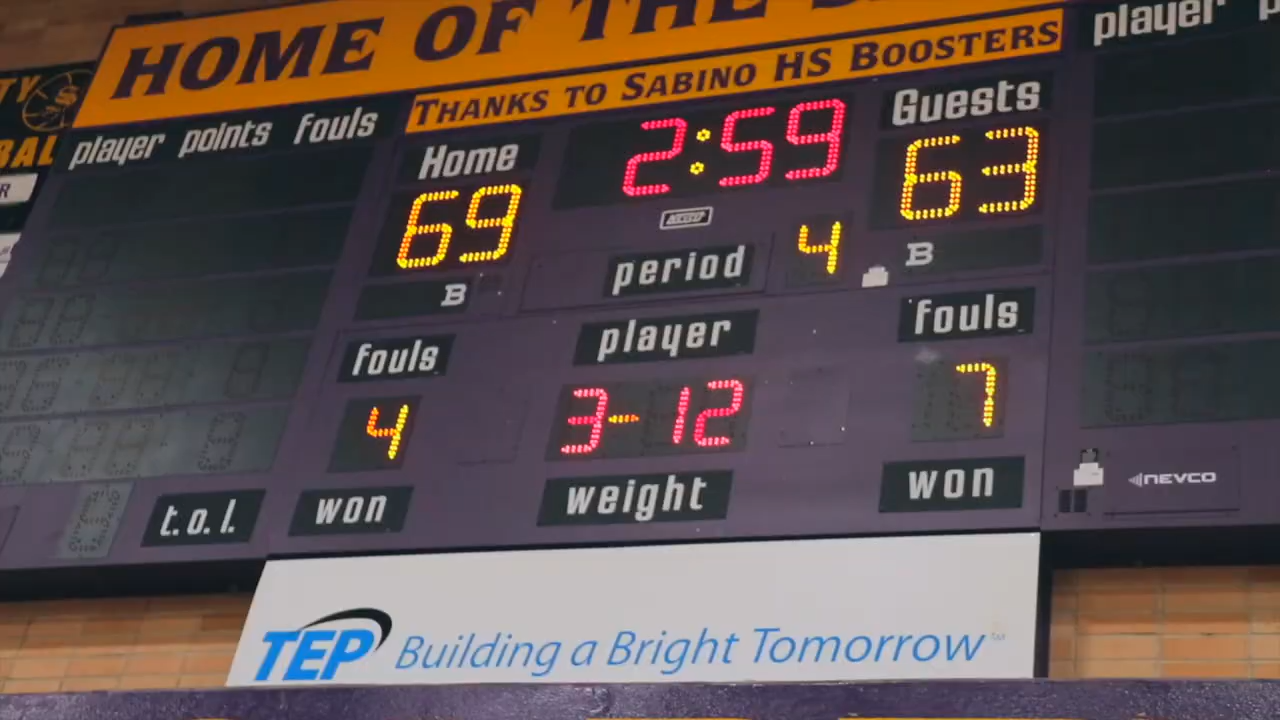 HOME OF THE
THANKS TO SABINO HS BOOSTERS
player points fouls
player
Home
2:59
Guests
69
63
period 4
B
B
fouls
player
fouls
4
3-12
7
t.o.l.
won
weight
won
NEVCO
TEP Building a Bright Tomorrow